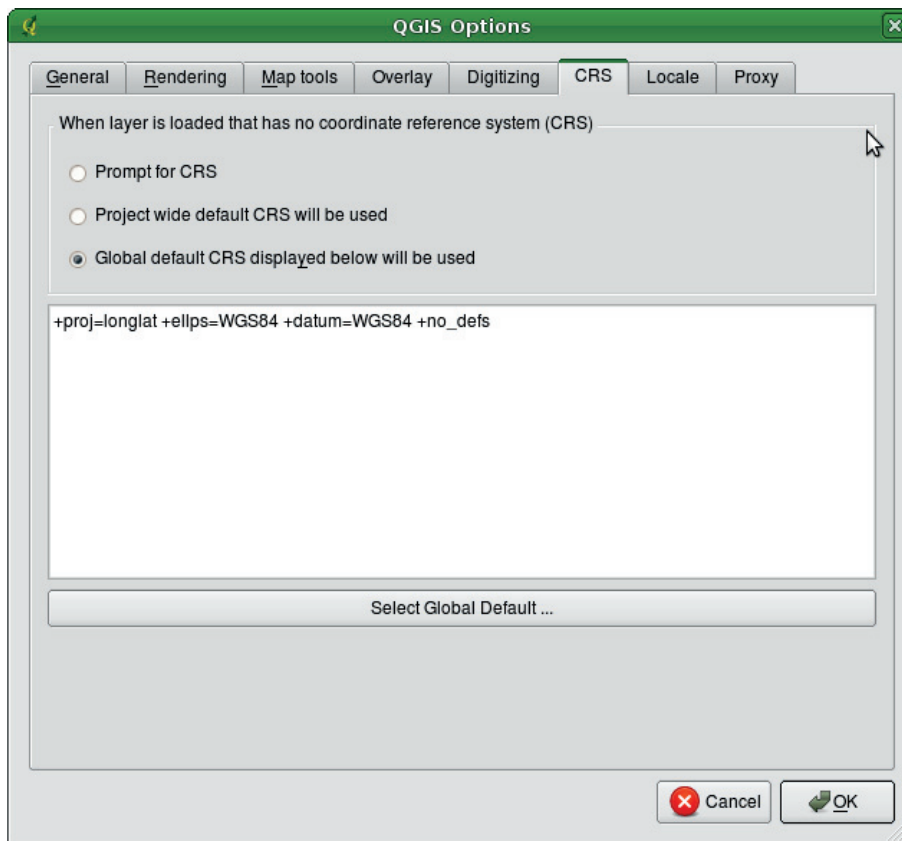 QGIS Options
General Rendering Map tools Overlay Digitizing CRS Locale Proxy
When layer is loaded that has no coordinate reference system (CRS)
Prompt for CRS
Project wide default CRS will be used
Global default CRS displayed below will be used
+proj=longlat +ellps=WGS84 +datum=WGS84 +no_defs
Select Global Default ...
Cancel OK